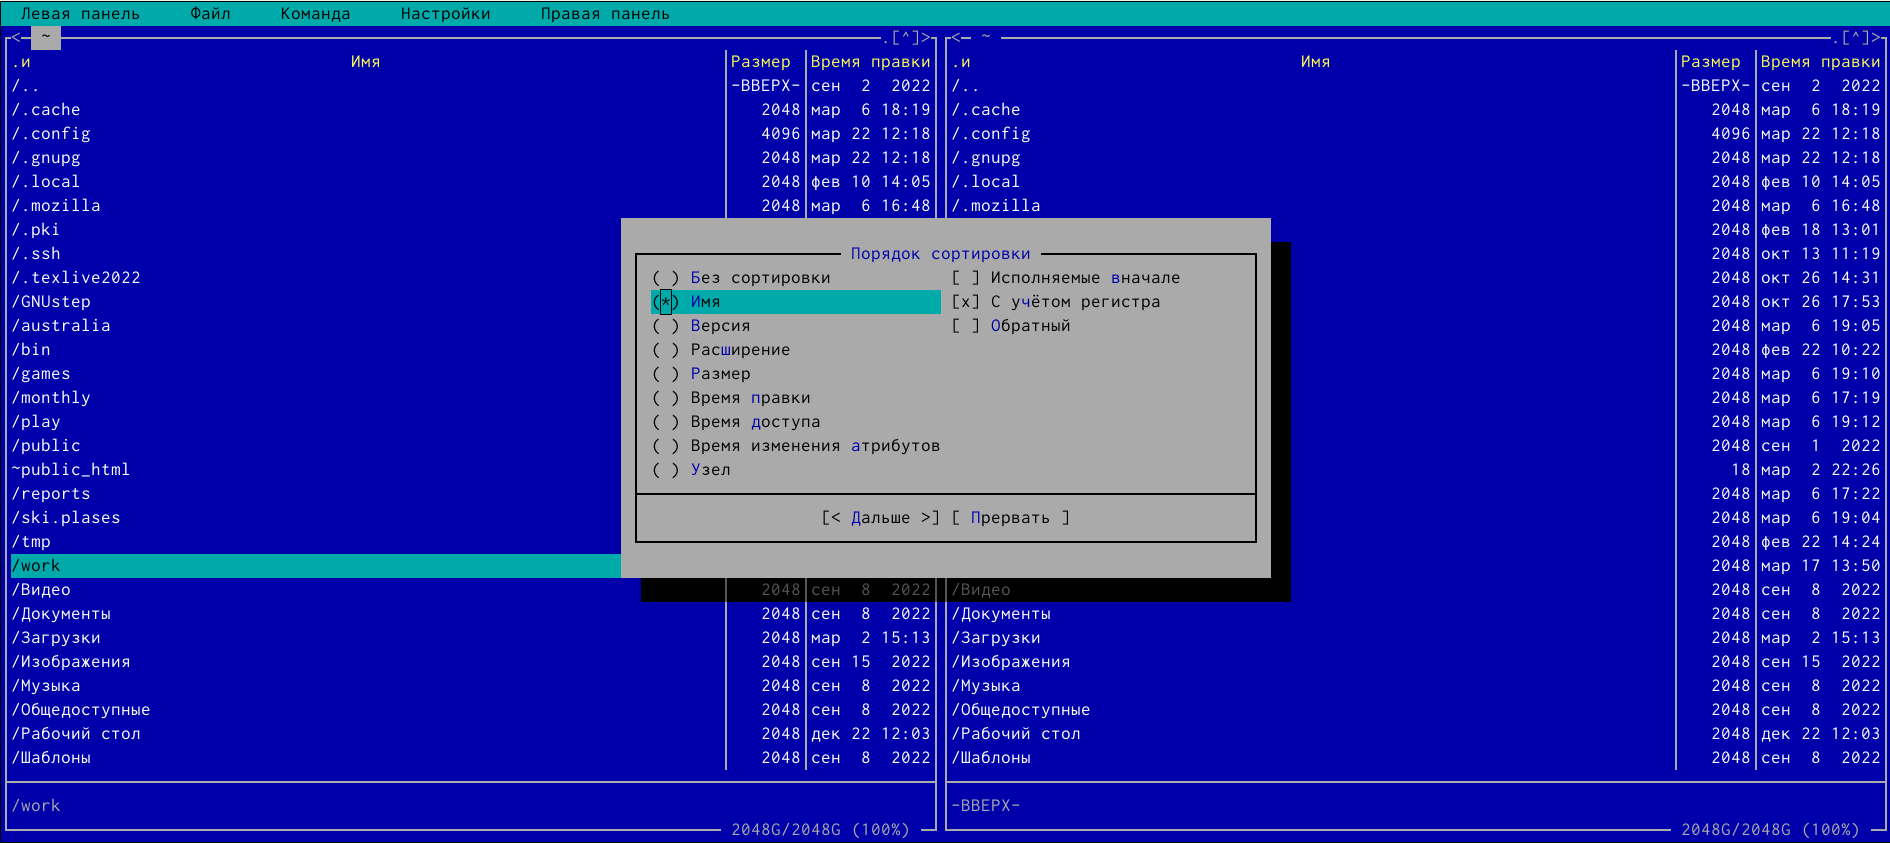 Левая панель Файл Команда Настройки Правая панель
<─ ~ .[^]> <─ ~ .[^]>
.и Имя Размер Время правки .и Имя Размер Время правки
/.. -ВВЕРХ- сен 2 2022 /.. -ВВЕРХ- сен 2 2022
/.cache 2048 мар 6 18:19 /.cache 2048 мар 6 18:19
/.config 4096 мар 22 12:18 /.config 4096 мар 22 12:18
/.gnupg 2048 мар 22 12:18 /.gnupg 2048 мар 22 12:18
/.local 2048 фев 10 14:05 /.local 2048 фев 10 14:05
/.mozilla 2048 мар 6 16:48 /.mozilla 2048 мар 6 16:48
/.pki 2048 фев 18 13:01
/.ssh Порядок сортировки 2048 окт 13 11:19
/.texlive2022 ( ) Без сортировки [ ] Исполняемые вначале 2048 окт 26 14:31
/GNUstep (*) Имя [x] С учётом регистра 2048 окт 26 17:53
/australia ( ) Версия [ ] Обратный 2048 мар 6 19:05
/bin ( ) Расширение 2048 фев 22 10:22
/games ( ) Размер 2048 мар 6 19:10
/monthly ( ) Время правки 2048 мар 6 17:19
/play ( ) Время доступа 2048 мар 6 19:12
/public ( ) Время изменения атрибутов 2048 сен 1 2022
~public_html ( ) Узел 18 мар 2 22:26
/reports 2048 мар 6 17:22
/ski.plases [< Дальше >] [ Прервать ] 2048 мар 6 19:04
/tmp 2048 фев 22 14:24
/work 2048 мар 17 13:50
/Видео 2048 сен 8 2022 /Видео 2048 сен 8 2022
/Документы 2048 сен 8 2022 /Документы 2048 сен 8 2022
/Загрузки 2048 мар 2 15:13 /Загрузки 2048 мар 2 15:13
/Изображения 2048 сен 15 2022 /Изображения 2048 сен 15 2022
/Музыка 2048 сен 8 2022 /Музыка 2048 сен 8 2022
/Общедоступные 2048 сен 8 2022 /Общедоступные 2048 сен 8 2022
/Рабочий стол 2048 дек 22 12:03 /Рабочий стол 2048 дек 22 12:03
/Шаблоны 2048 сен 8 2022 /Шаблоны 2048 сен 8 2022
/work -ВВЕРХ-
2048G/2048G (100%) 2048G/2048G (100%)